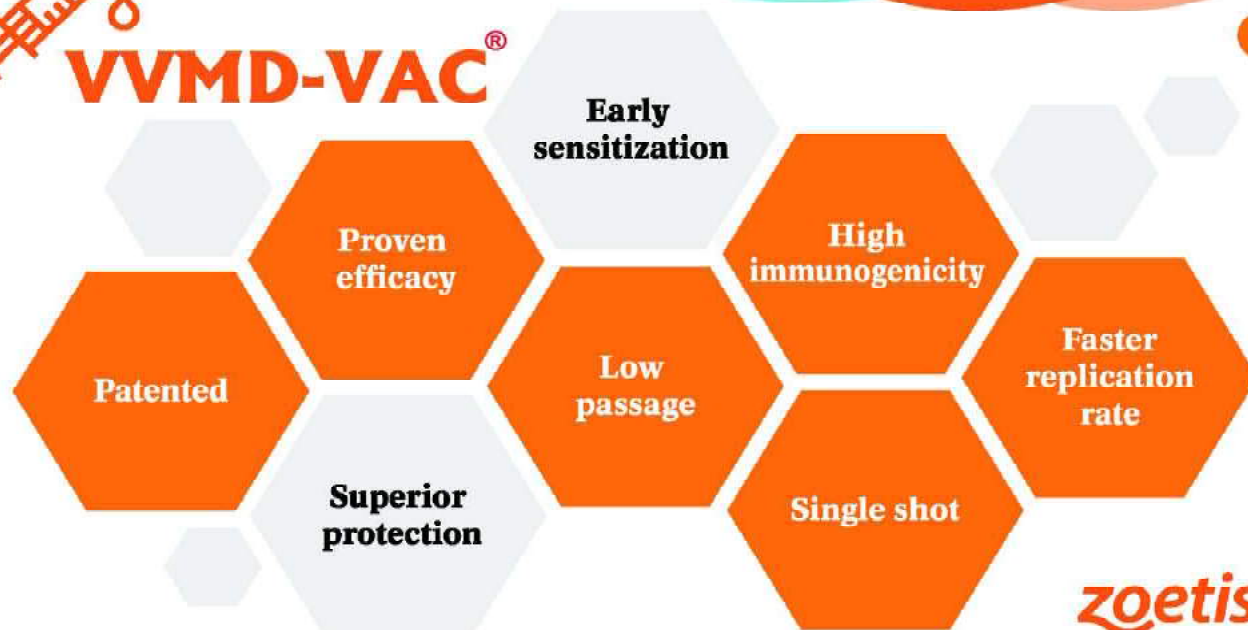 VVMD-VAC®
Early
sensitization
Proven
efficacy
High
immunogenicity
Patented
Low
passage
Faster
replication
rate
Superior
protection
Single shot
zoetis